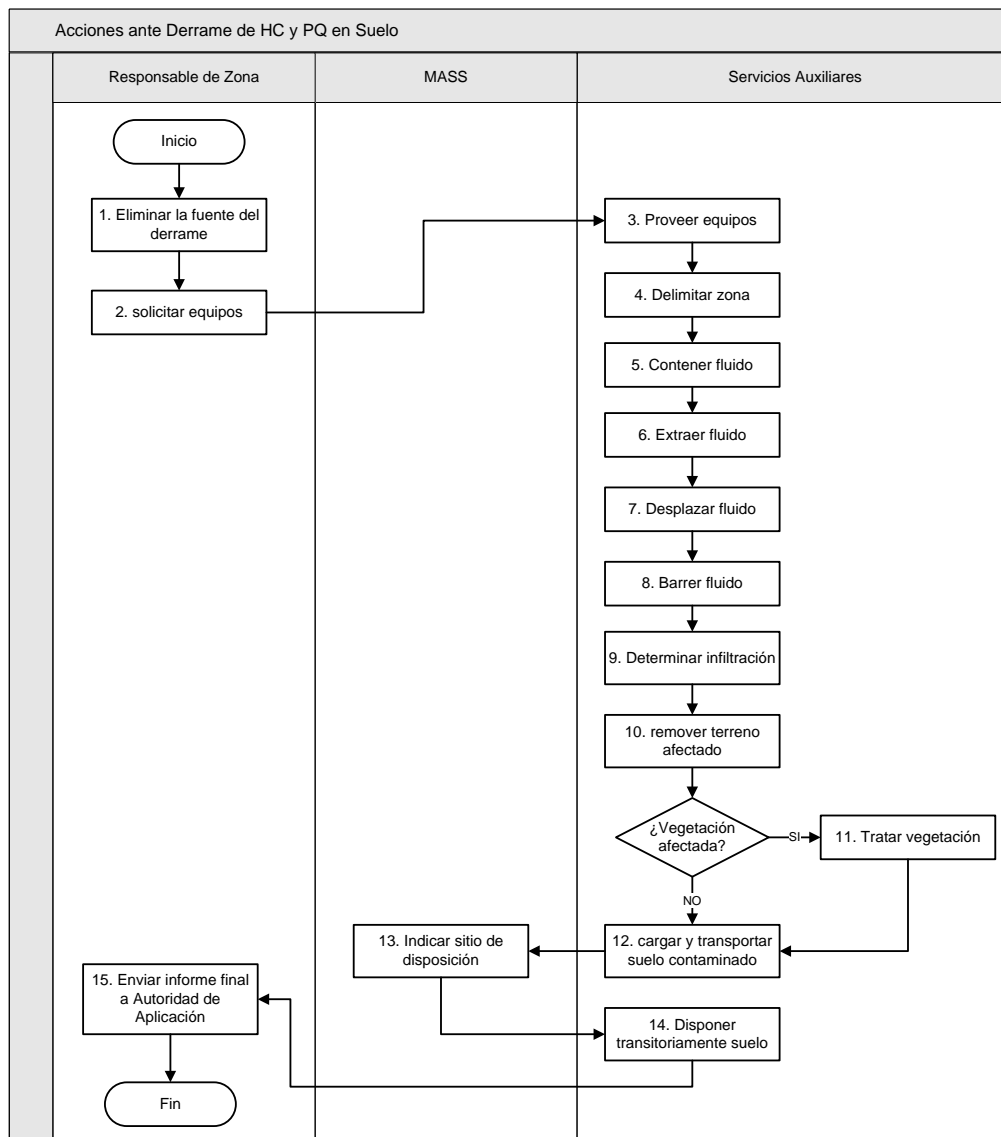 Acciones ante Derrame de HC y PQ en Suelo
Responsable de Zona
MASS
Servicios Auxiliares
Inicio
1. Eliminar la fuente del
derrame
2. solicitar equipos
3. Proveer equipos
4. Delimitar zona
5. Contener fluido
6. Extraer fluido
7. Desplazar fluido
8. Barrer fluido
9. Determinar infiltración
10. remover terreno
afectado
¿Vegetación
afectada?
SI
11. Tratar vegetación
NO
12. cargar y transportar
suelo contaminado
13. Indicar sitio de
disposición
14. Disponer
transitoriamente suelo
15. Enviar informe final
a Autoridad de
Aplicación
Fin